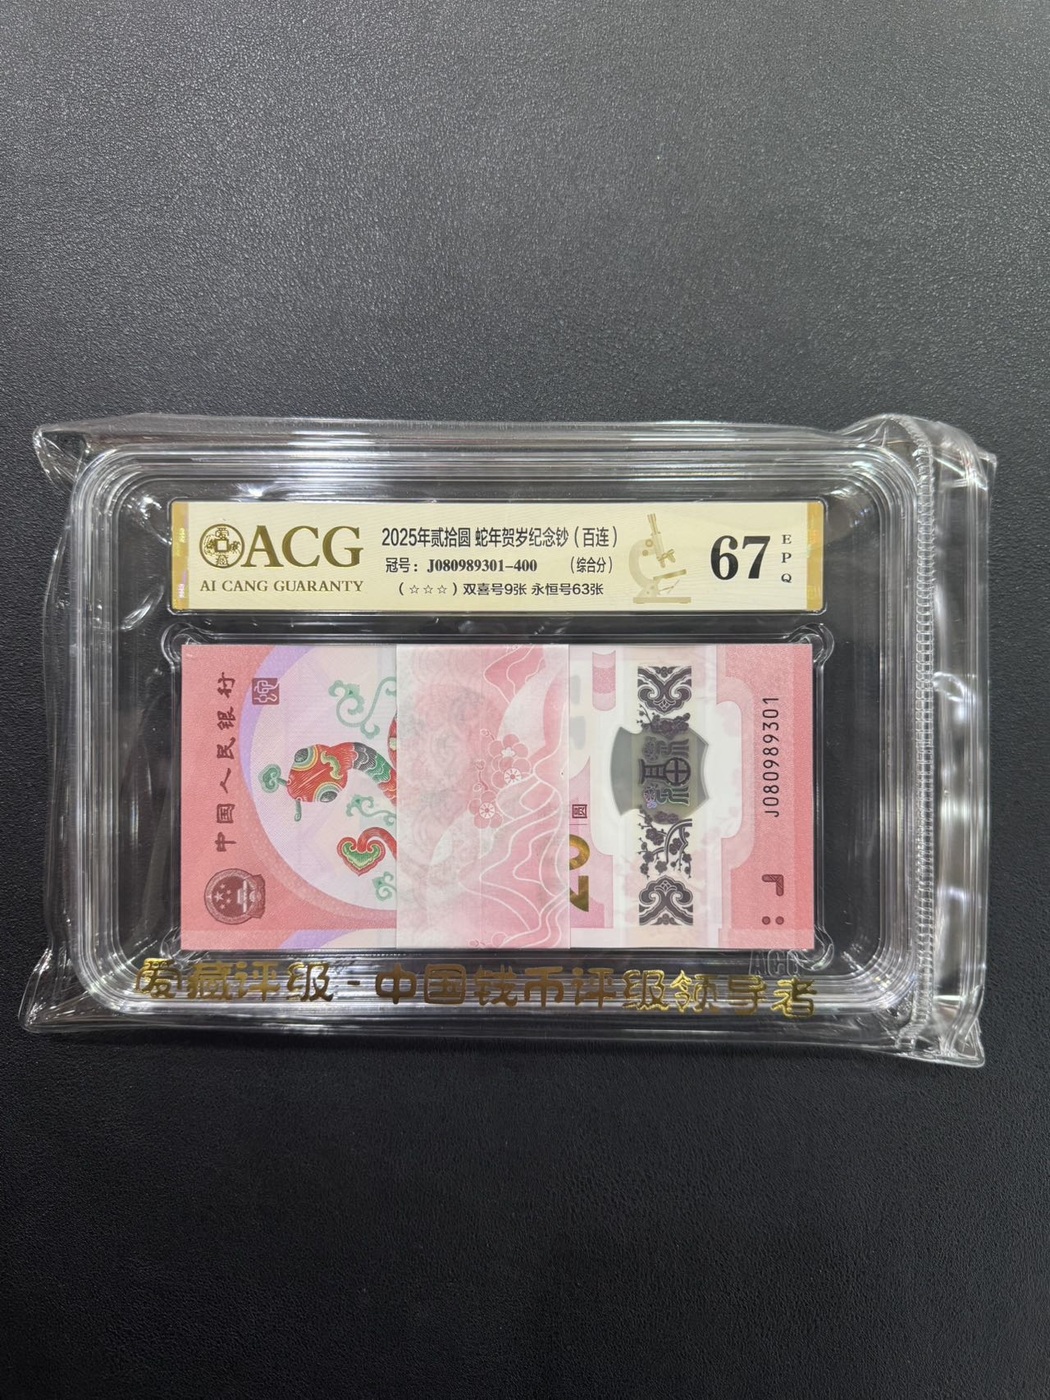 ACG
AI CANG GUARANTY
2025年贰拾圆 蛇年贺岁纪念钞（百连）
冠号：J080989301-400 （综合分）
（☆☆☆）双喜号9张 永恒号63张
67
EPQ
中国人民银行
20
圆
J080989301
ACG
爱藏评级·中国钱币评级领导者